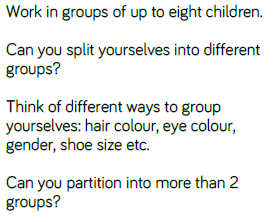 Work in groups of up to eight children.
Can you split yourselves into different
groups?
Think of different ways to group
yourselves: hair colour, eye colour,
gender, shoe size etc.
Can you partition into more than 2
groups?